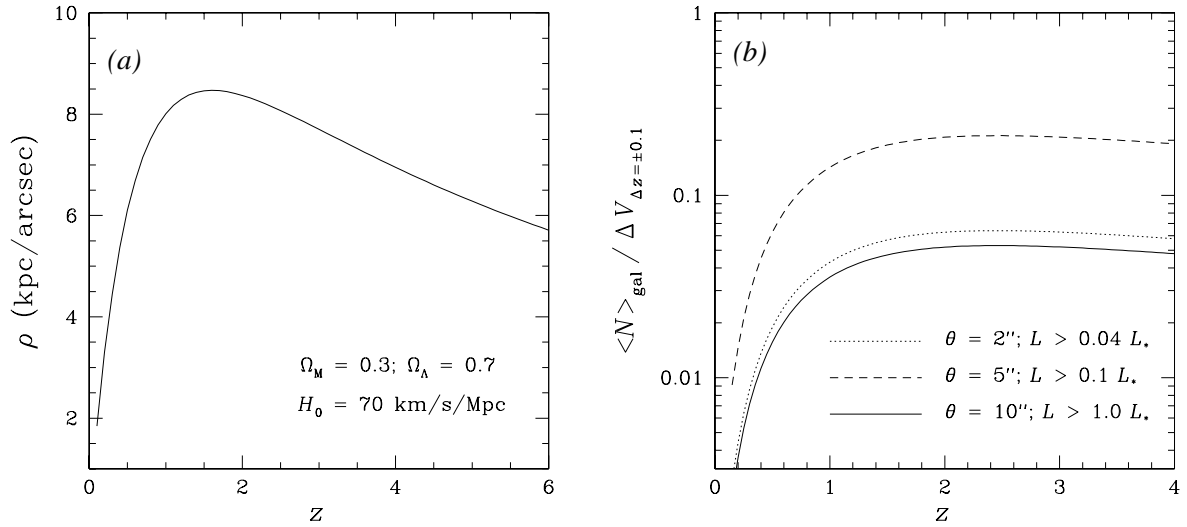 (a)
10
8
6
4
2
ρ (kpc/arcsec)
Ω_M = 0.3; Ω_Λ = 0.7
H_0 = 70 km/s/Mpc
0 2 4 6
z
(b)
1
0.1
0.01
<N>_gal / ΔV_Δz=±0.1
θ = 2"; L > 0.04 L_*
θ = 5"; L > 0.1 L_*
θ = 10"; L > 1.0 L_*
0 1 2 3 4
z